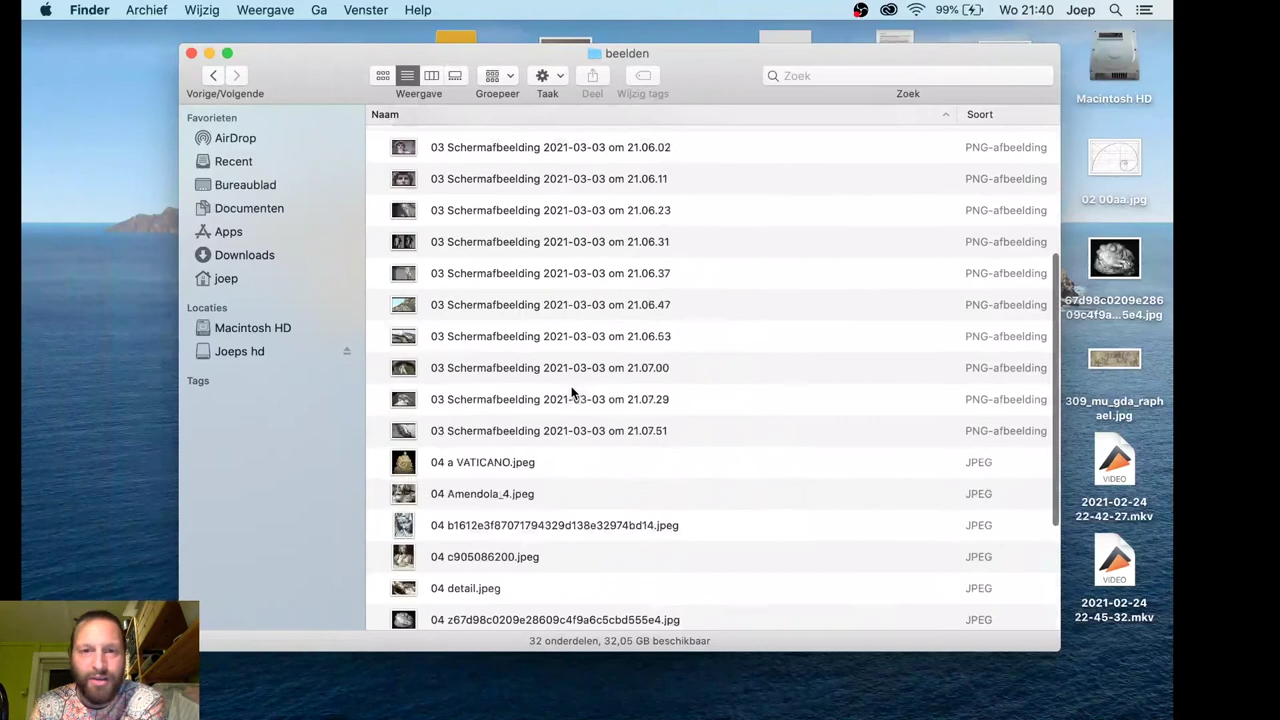 Finder Archief Wijzig Weergave Ga Venster Help 99% Wo 21:40 Joep
beelden
Zoek
Vorige/Volgende Weergave Groepeer Taak Deel Wijzig tags Zoek
Naam Soort
Favorieten
AirDrop
Recent
Bureaublad
Documenten
Apps
Downloads
joep
Locaties
Macintosh HD
Joeps hd
Tags
03 Schermafbeelding 2021-03-03 om 21.06.02 PNG-afbeelding
03 Schermafbeelding 2021-03-03 om 21.06.11 PNG-afbeelding
03 Schermafbeelding 2021-03-03 om 21.06.23 PNG-afbeelding
03 Schermafbeelding 2021-03-03 om 21.06.31 PNG-afbeelding
03 Schermafbeelding 2021-03-03 om 21.06.37 PNG-afbeelding
03 Schermafbeelding 2021-03-03 om 21.06.47 PNG-afbeelding
03 Schermafbeelding 2021-03-03 om 21.06.53 PNG-afbeelding
03 Schermafbeelding 2021-03-03 om 21.07.00 PNG-afbeelding
03 Schermafbeelding 2021-03-03 om 21.07.29 PNG-afbeelding
03 Schermafbeelding 2021-03-03 om 21.07.51 PNG-afbeelding
04 a VATICANO.jpeg JPEG
04 Amendola_4.jpeg JPEG
04 b1612e3f87071794329d138e32974bd14.jpeg JPEG
04 c905086200.jpeg JPEG
04 detail.jpeg JPEG
04 z67d98c0209e28609c4f9a6c5cbd555e4.jpg JPEG
32 onderdelen, 32,05 GB beschikbaar
Macintosh HD
02 00aa.jpg
67d98c0209e286
09c4f9a...5e4.jpg
309_mu_gda_raph
ael.jpg
VIDEO
2021-02-24
22-42-27.mkv
VIDEO
2021-02-24
22-45-32.mkv